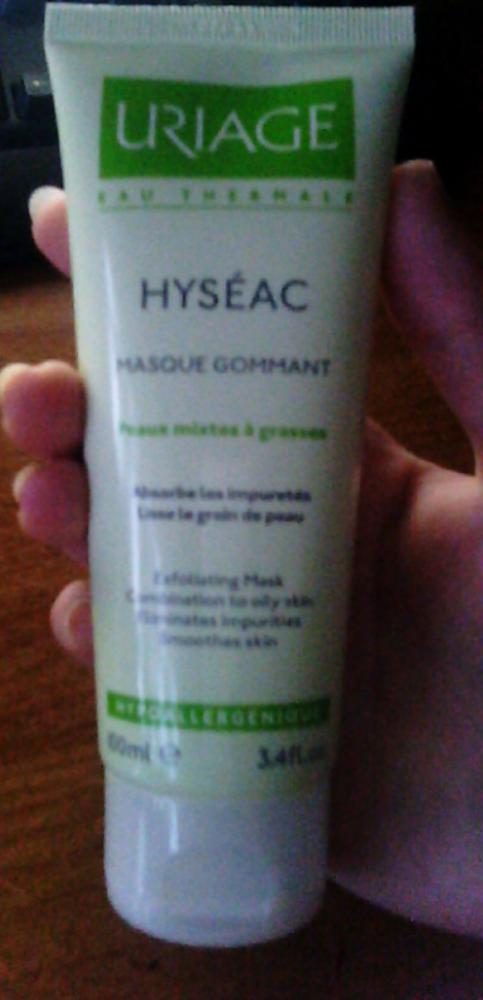 URIAGE
EAU THERMALE
HYSÉAC
MASQUE GOMMANT
Peaux mixtes à grasses
Absorbe les impuretés
Lisse le grain de peau
Exfoliating Mask
Combination to oily skin
Eliminates impurities
Smoothes skin
HYPOALLERGENIQUE
3.4fl.oz